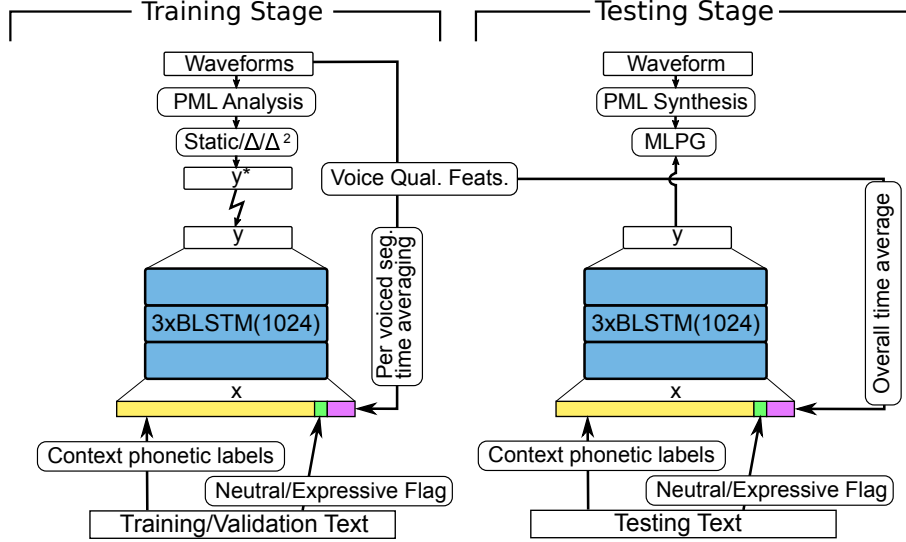 Training Stage
Testing Stage
Waveforms
PML Analysis
Static/Δ/Δ²
y*
y
3xBLSTM(1024)
x
Context phonetic labels
Neutral/Expressive Flag
Training/Validation Text
Voice Qual. Feats.
Per voiced seg.
time averaging
Waveform
PML Synthesis
MLPG
y
3xBLSTM(1024)
x
Overall time average
Context phonetic labels
Neutral/Expressive Flag
Testing Text